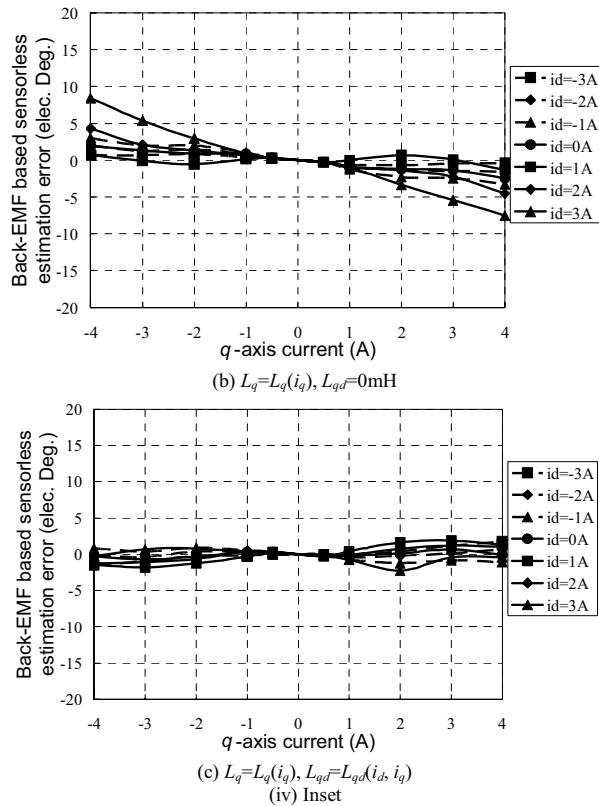 20
15
10
5
0
-5
-10
-15
-20
Back-EMF based sensorless
estimation error (elec. Deg.)
-4 -3 -2 -1 0 1 2 3 4
q-axis current (A)
id=-3A
id=-2A
id=-1A
id=0A
id=1A
id=2A
id=3A
(b) Lq=Lq(iq), Lqd=0mH
20
15
10
5
0
-5
-10
-15
-20
Back-EMF based sensorless
estimation error (elec. Deg.)
-4 -3 -2 -1 0 1 2 3 4
q-axis current (A)
id=-3A
id=-2A
id=-1A
id=0A
id=1A
id=2A
id=3A
(c) Lq=Lq(iq), Lqd=Lqd(id, iq)
(iv) Inset